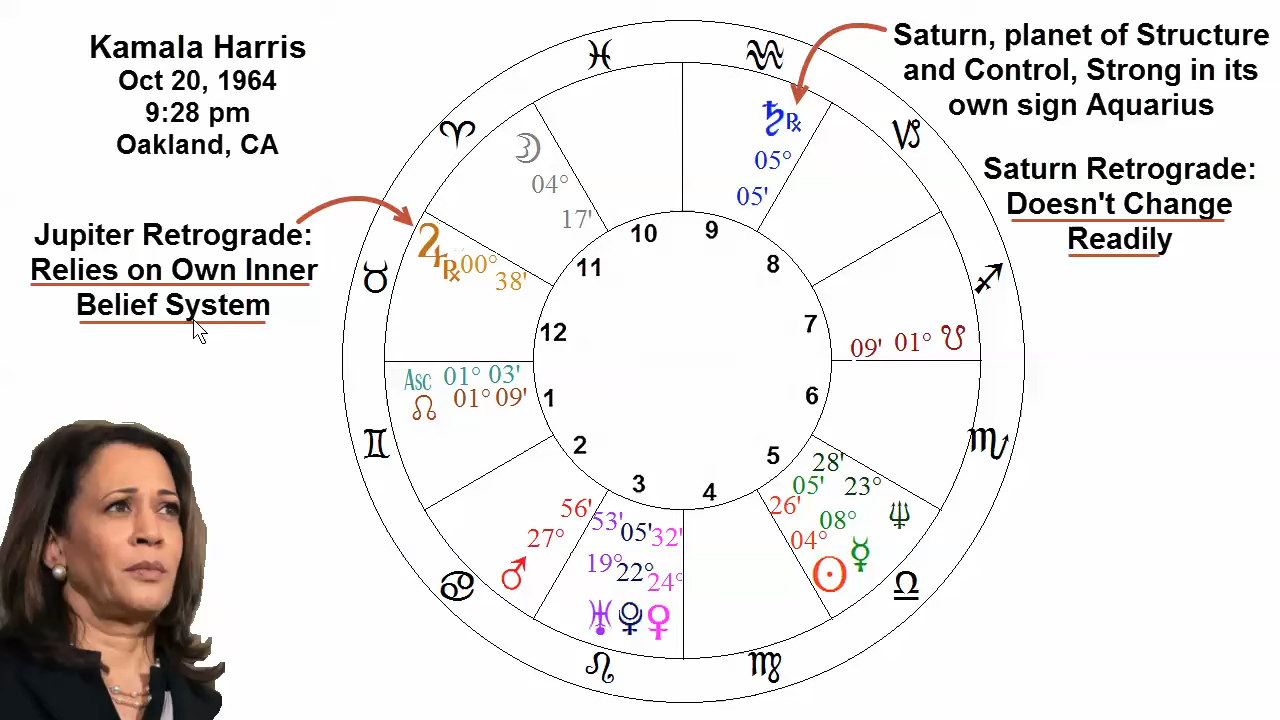 Kamala Harris
Oct 20, 1964
9:28 pm
Oakland, CA
Saturn, planet of Structure
and Control, Strong in its
own sign Aquarius
Saturn Retrograde:
Doesn't Change
Readily
Jupiter Retrograde:
Relies on Own Inner
Belief System
♓
♒
♑
♐
♏
♎
♍
♌
♋
♊
♉
♈
♄℞
05°
05'
☽
04°
17'
♃℞ 00°
38'
Asc 01° 03'
☊ 01° 09'
09' 01° ☋
56'
27°
♂
53' 05' 32'
19° 22° 24°
♅ ♇ ♀
28'
05' 23°
26'
08° ♆
04°
☉ ☿
10
9
11
8
12
7
1
6
2
5
3
4